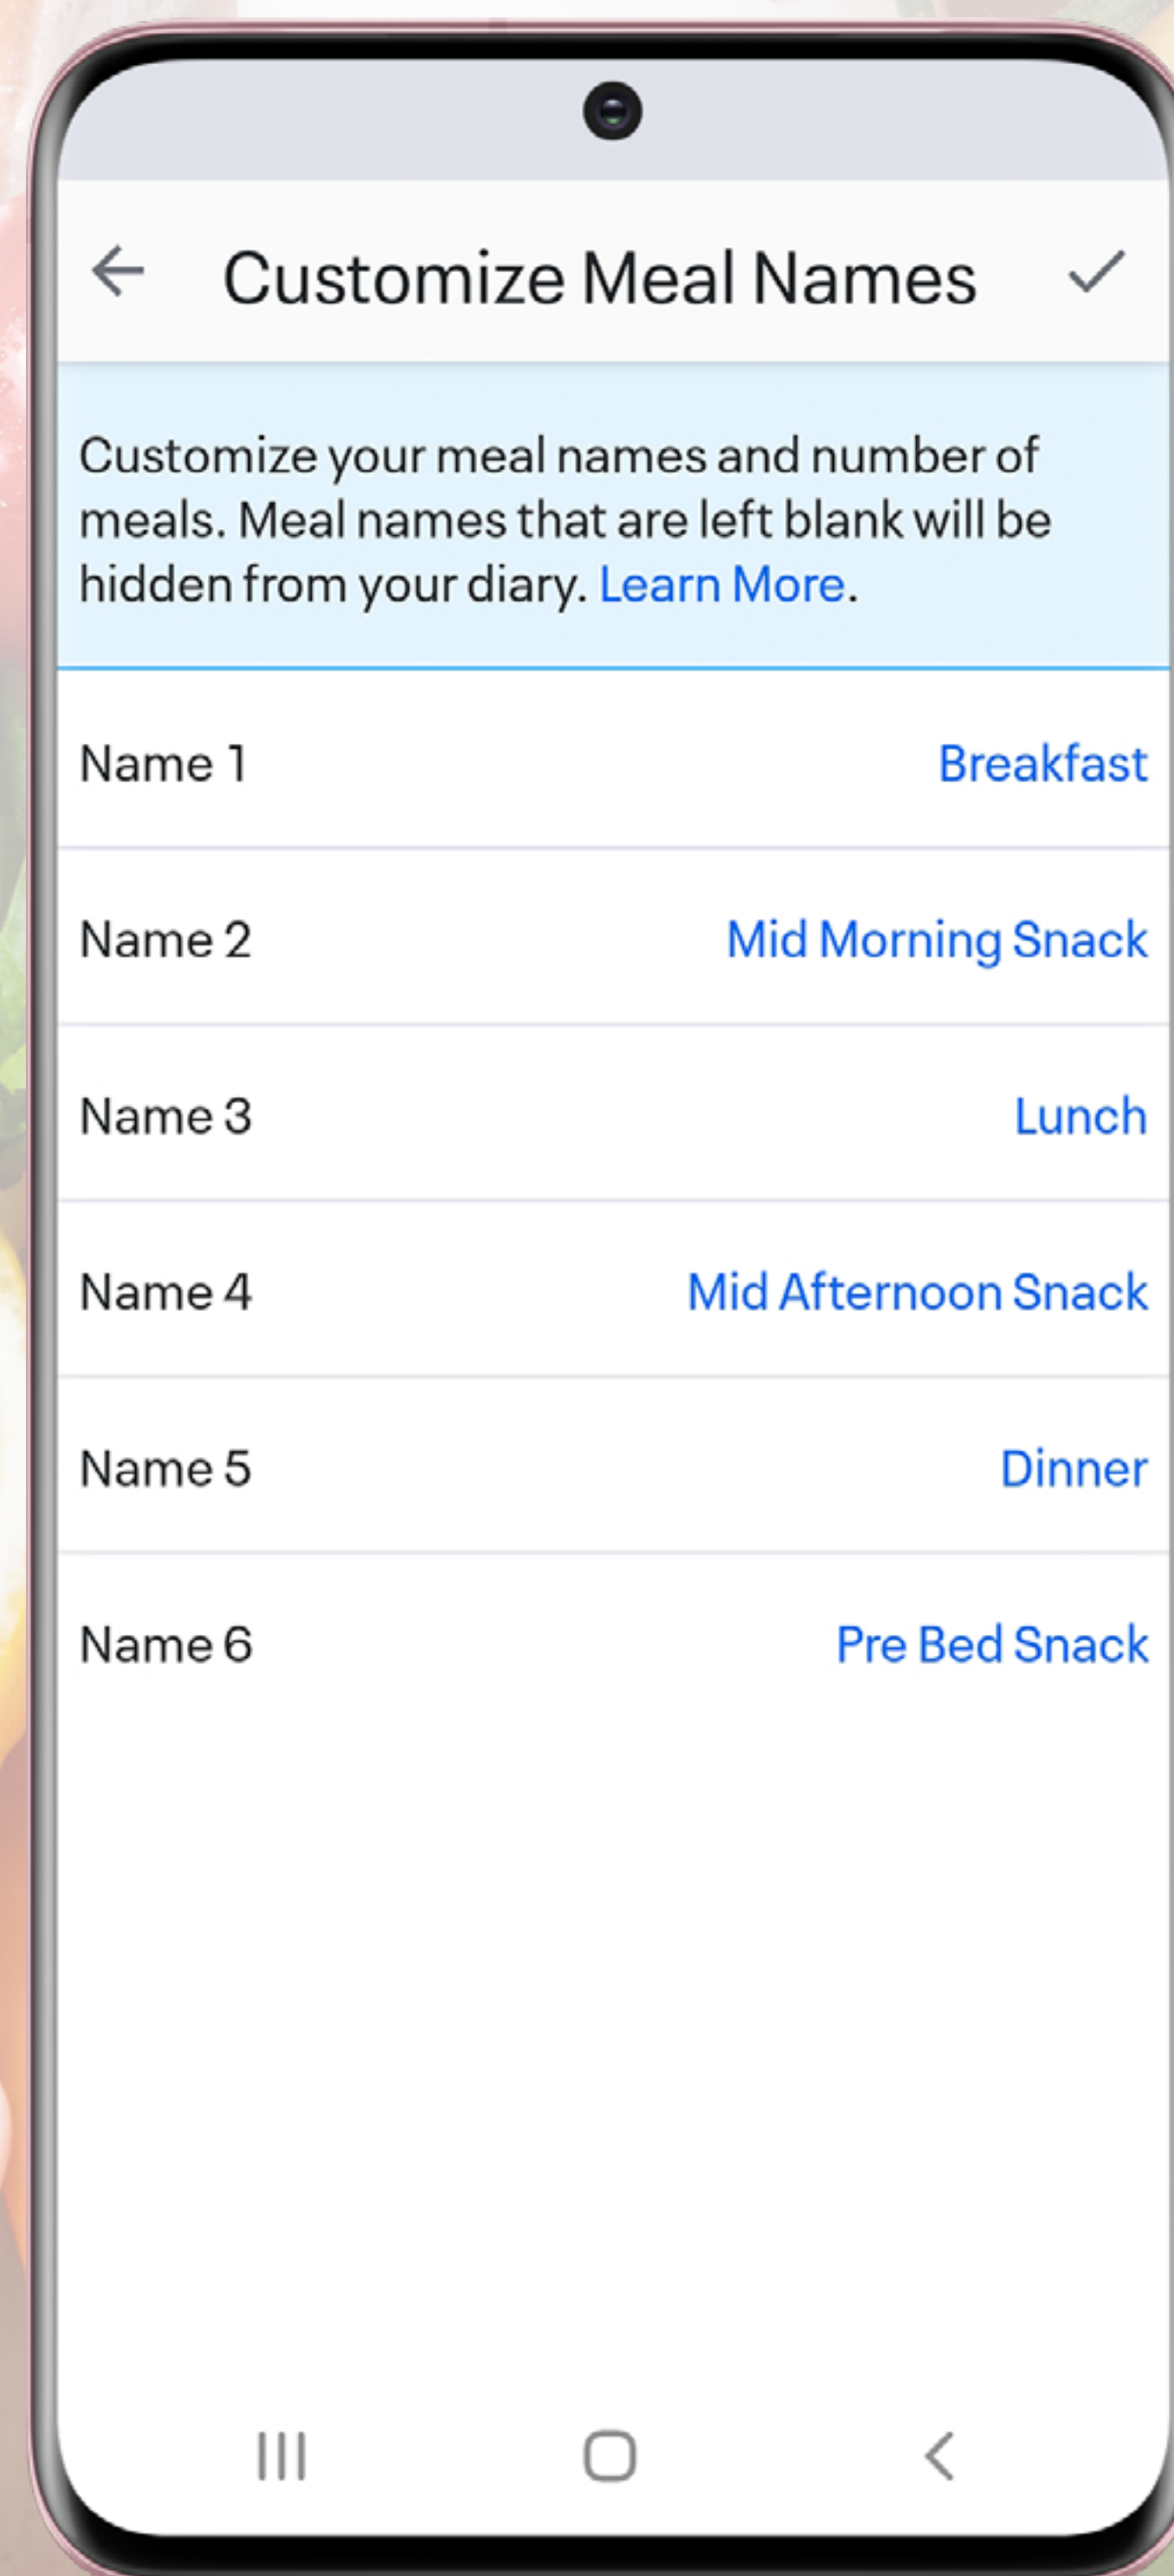 Customize Meal Names
Customize your meal names and number of
meals. Meal names that are left blank will be
hidden from your diary. Learn More.
Name 1 Breakfast
Name 2 Mid Morning Snack
Name 3 Lunch
Name 4 Mid Afternoon Snack
Name 5 Dinner
Name 6 Pre Bed Snack